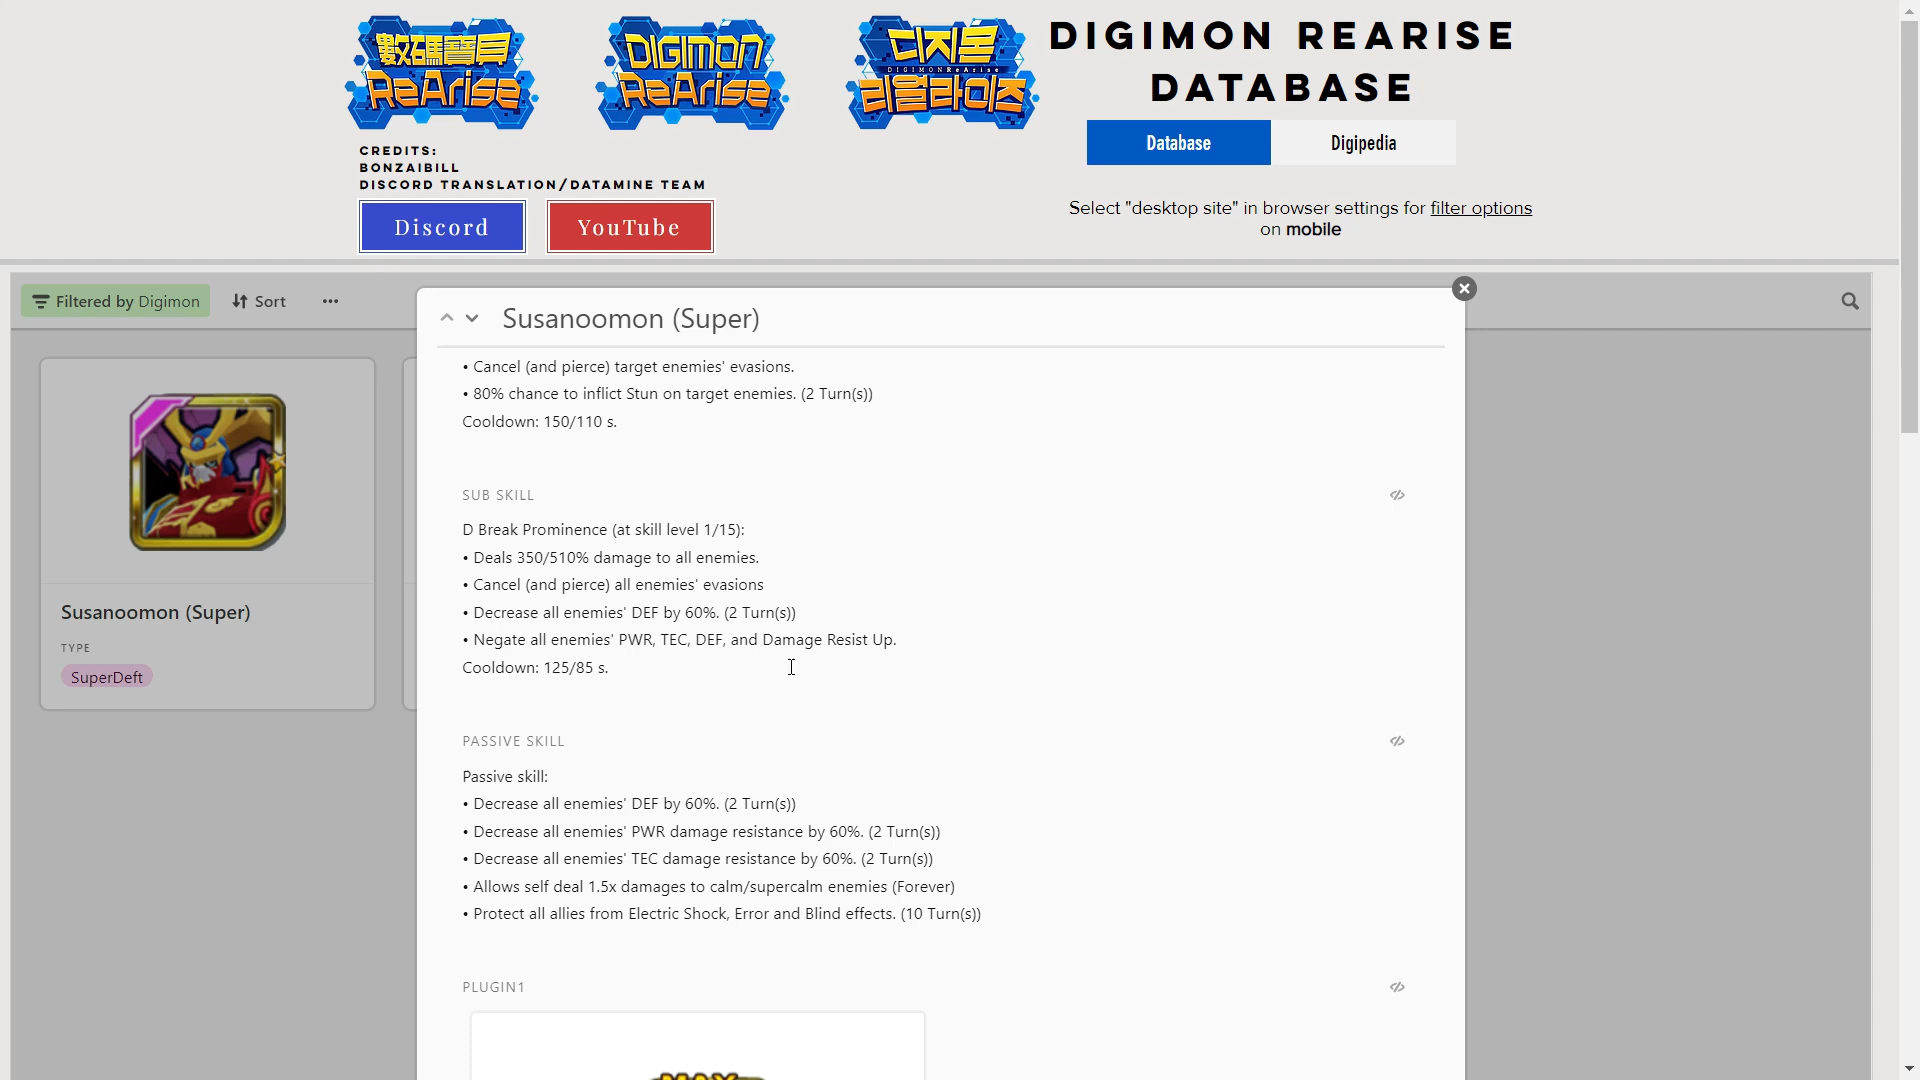 數碼寶貝
ReArise
DIGIMON
ReArise
디지몬
DIGIMON ReArise
리얼라이즈
DIGIMON REARISE
DATABASE
CREDITS:
BONZAIBILL
DISCORD TRANSLATION/DATAMINE TEAM
Discord
YouTube
Database
Digipedia
Select "desktop site" in browser settings for filter options
on mobile
Filtered by Digimon
Sort
Susanoomon (Super)
TYPE
SuperDeft
Susanoomon (Super)
• Cancel (and pierce) target enemies' evasions.
• 80% chance to inflict Stun on target enemies. (2 Turn(s))
Cooldown: 150/110 s.
SUB SKILL
D Break Prominence (at skill level 1/15):
• Deals 350/510% damage to all enemies.
• Cancel (and pierce) all enemies' evasions
• Decrease all enemies' DEF by 60%. (2 Turn(s))
• Negate all enemies' PWR, TEC, DEF, and Damage Resist Up.
Cooldown: 125/85 s.
PASSIVE SKILL
Passive skill:
• Decrease all enemies' DEF by 60%. (2 Turn(s))
• Decrease all enemies' PWR damage resistance by 60%. (2 Turn(s))
• Decrease all enemies' TEC damage resistance by 60%. (2 Turn(s))
• Allows self deal 1.5x damages to calm/supercalm enemies (Forever)
• Protect all allies from Electric Shock, Error and Blind effects. (10 Turn(s))
PLUGIN1
MAX